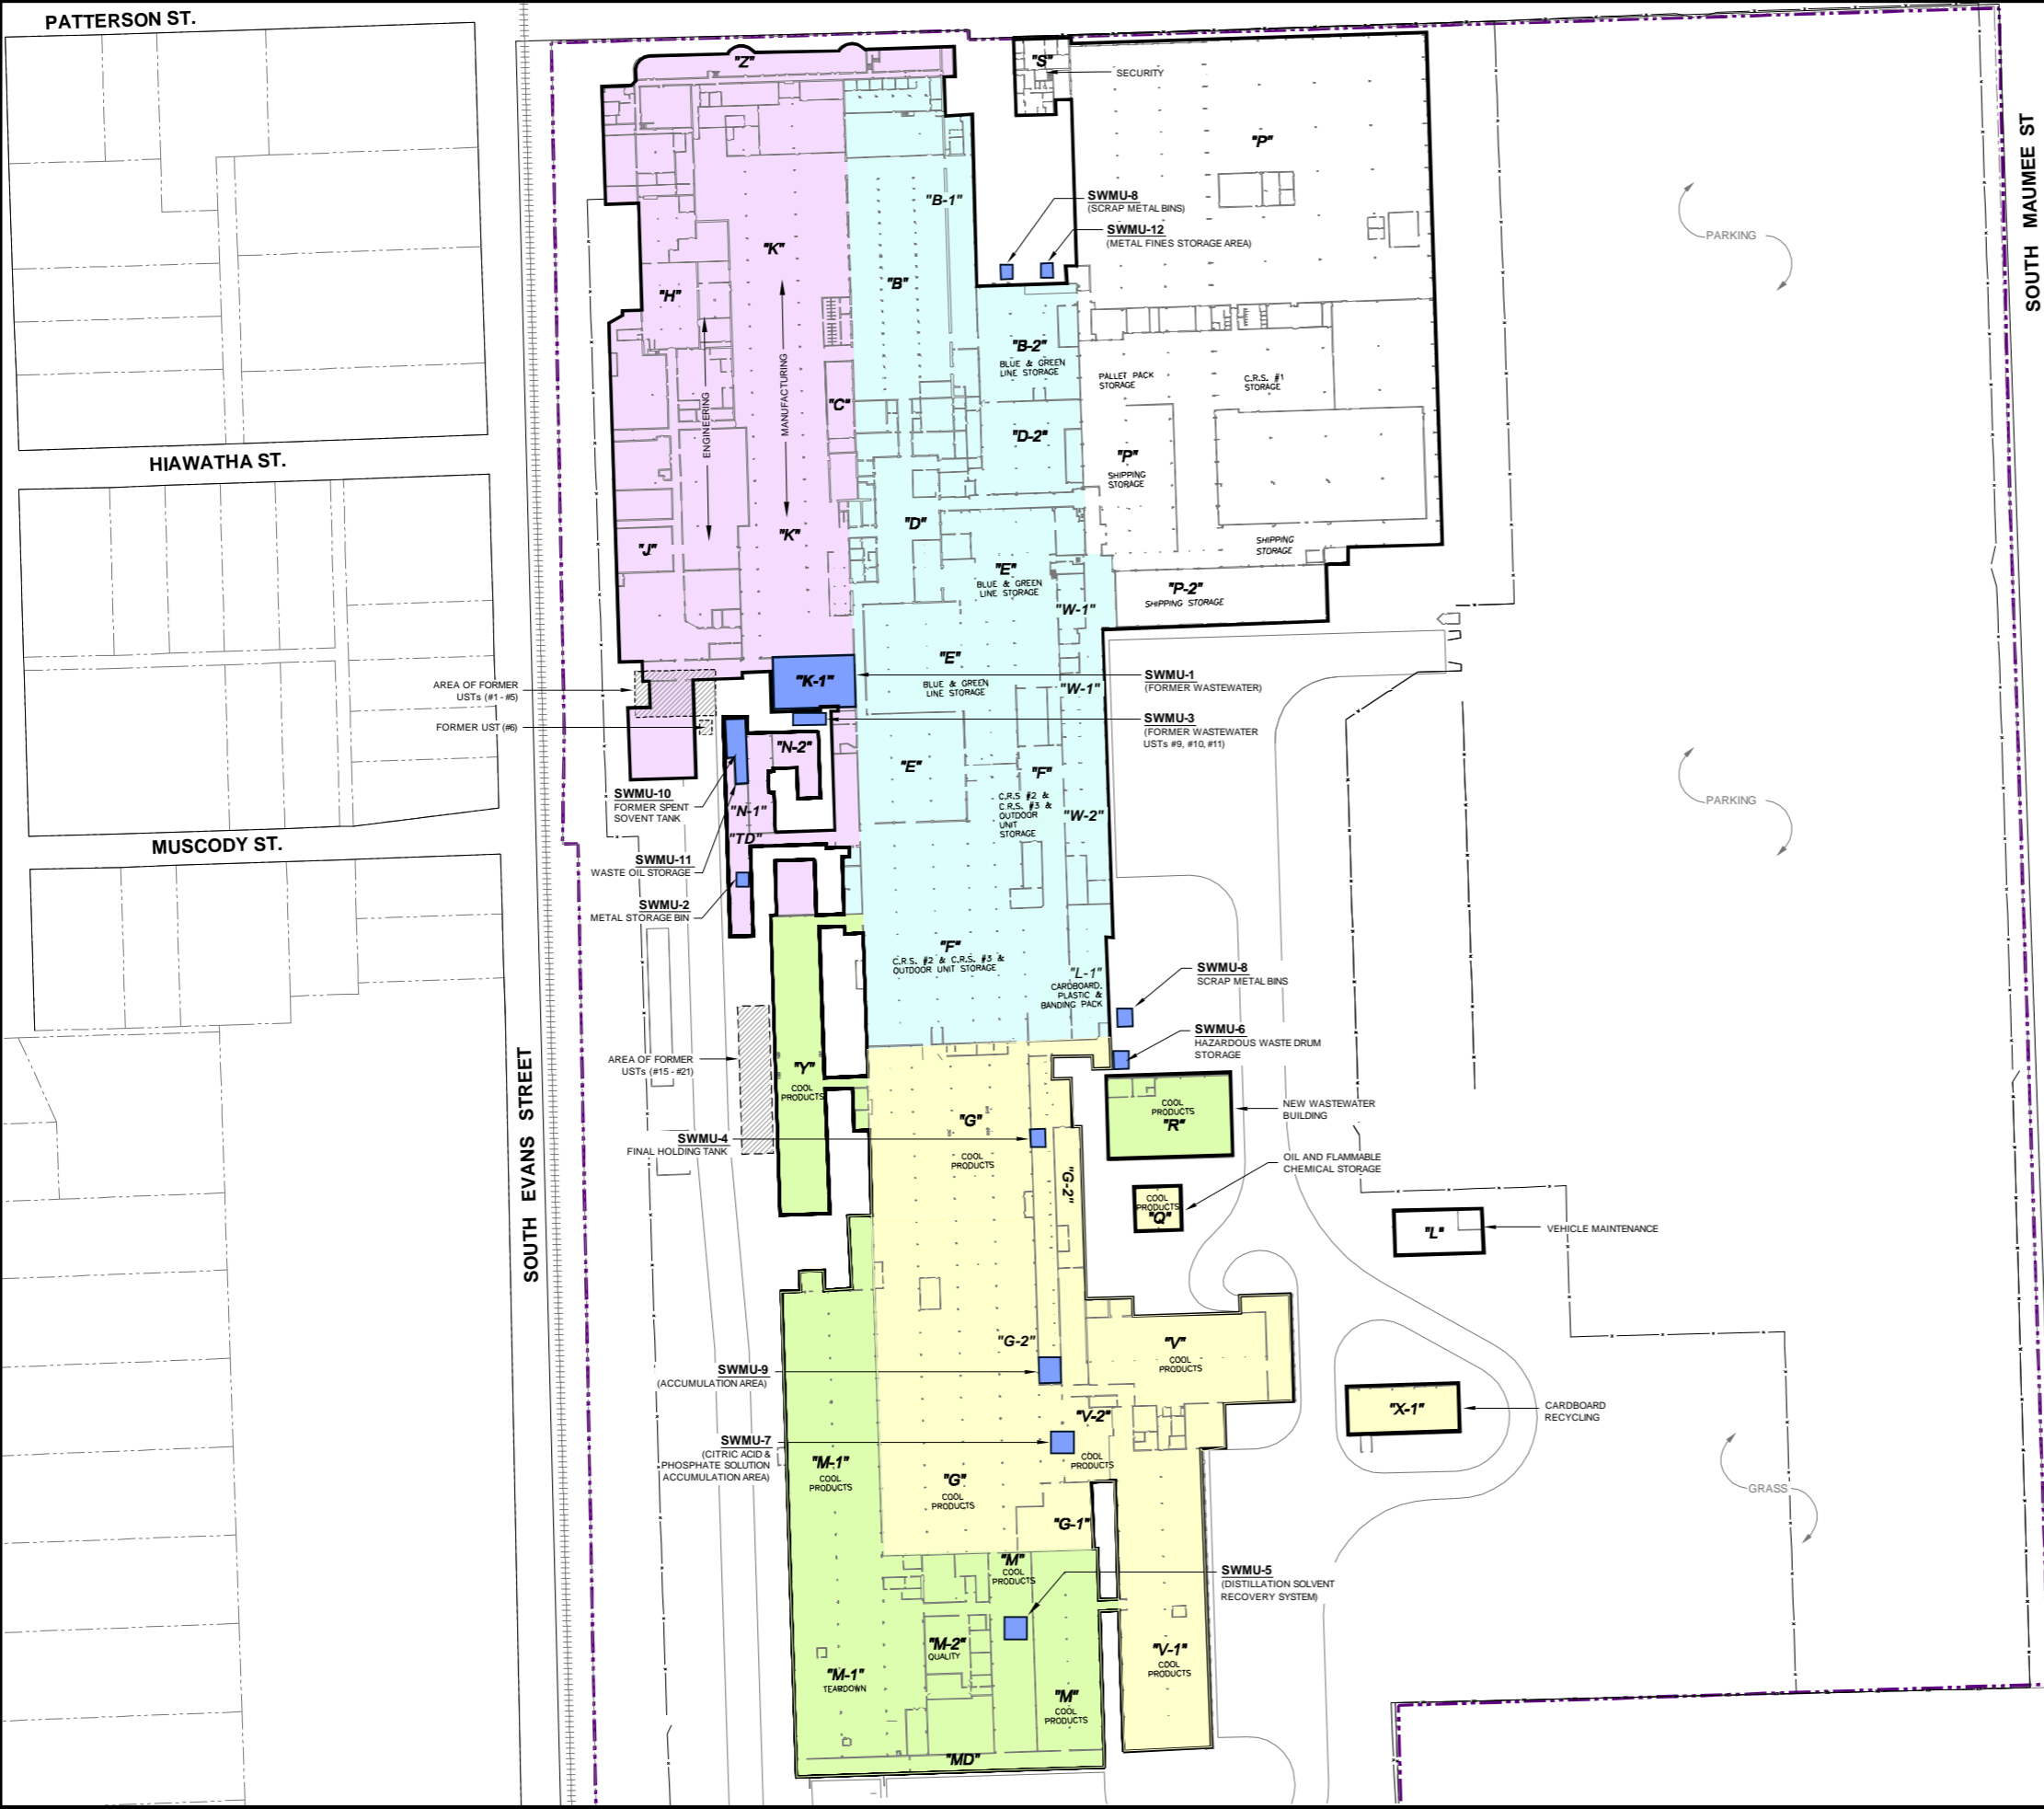 PATTERSON ST.
"Z"
"S"
SECURITY
"P"
SOUTH MAUMEE ST
"B-1"
SWMU-8
(SCRAP METAL BINS)
SWMU-12
(METAL FINES STORAGE AREA)
PARKING
"K"
"B"
"H"
"B-2"
BLUE & GREEN
LINE STORAGE
PALLET PACK
STORAGE
C.R.S. #1
STORAGE
ENGINEERING
MANUFACTURING
"C"
"D-2"
"P"
SHIPPING
STORAGE
HIAWATHA ST.
"D"
"K"
"J"
SHIPPING
STORAGE
"E"
BLUE & GREEN
LINE STORAGE
"P-2"
SHIPPING STORAGE
"W-1"
"E"
BLUE & GREEN
LINE STORAGE
"K-1"
"W-1"
SWMU-1
(FORMER WASTEWATER)
AREA OF FORMER
USTs (#1 - #5)
FORMER UST (#6)
SWMU-3
(FORMER WASTEWATER
USTs #9, #10, #11)
"N-2"
"E"
"F"
C.R.S #2 &
C.R.S. #3 &
OUTDOOR
UNIT
STORAGE
"W-2"
PARKING
SWMU-10
FORMER SPENT
SOVENT TANK
"N-1"
"TD"
MUSCODY ST.
SWMU-11
WASTE OIL STORAGE
SWMU-2
METAL STORAGE BIN
"F"
C.R.S. #2 & C.R.S. #3 &
OUTDOOR UNIT STORAGE
"L-1"
CARDBOARD,
PLASTIC &
BANDING PACK
SWMU-8
SCRAP METAL BINS
SWMU-6
HAZARDOUS WASTE DRUM
STORAGE
AREA OF FORMER
USTs (#15 - #21)
"Y"
COOL
PRODUCTS
SOUTH EVANS STREET
"G"
COOL
PRODUCTS
COOL
PRODUCTS
"R"
NEW WASTEWATER
BUILDING
SWMU-4
FINAL HOLDING TANK
"G-2"
OIL AND FLAMMABLE
CHEMICAL STORAGE
COOL
PRODUCTS
"Q"
"L"
VEHICLE MAINTENANCE
"G-2"
"V"
COOL
PRODUCTS
SWMU-9
(ACCUMULATION AREA)
"X-1"
CARDBOARD
RECYCLING
"V-2"
COOL
PRODUCTS
SWMU-7
(CITRIC ACID &
PHOSPHATE SOLUTION
ACCUMULATION AREA)
"M-1"
COOL
PRODUCTS
"G"
COOL
PRODUCTS
GRASS
"G-1"
"M"
COOL
PRODUCTS
SWMU-5
(DISTILLATION SOLVENT
RECOVERY SYSTEM)
"M-2"
QUALITY
"V-1"
COOL
PRODUCTS
"M-1"
TEARDOWN
"M"
COOL
PRODUCTS
"MD"